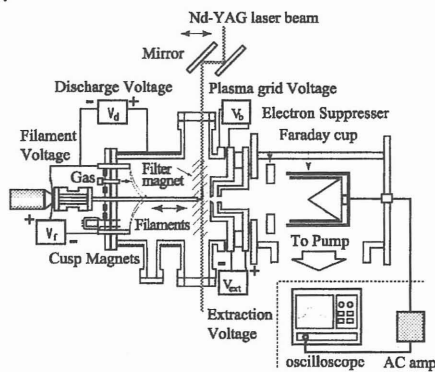 Nd-YAG laser beam
Mirror
Discharge Voltage
Plasma grid Voltage
- Vd +
Vb
Electron Suppresser
Filament
Voltage
Faraday cup
Gas
Filter
magnet
+ Vf -
Filaments
Cusp Magnets
To Pump
- Vext +
Extraction
Voltage
oscilloscope
AC amp